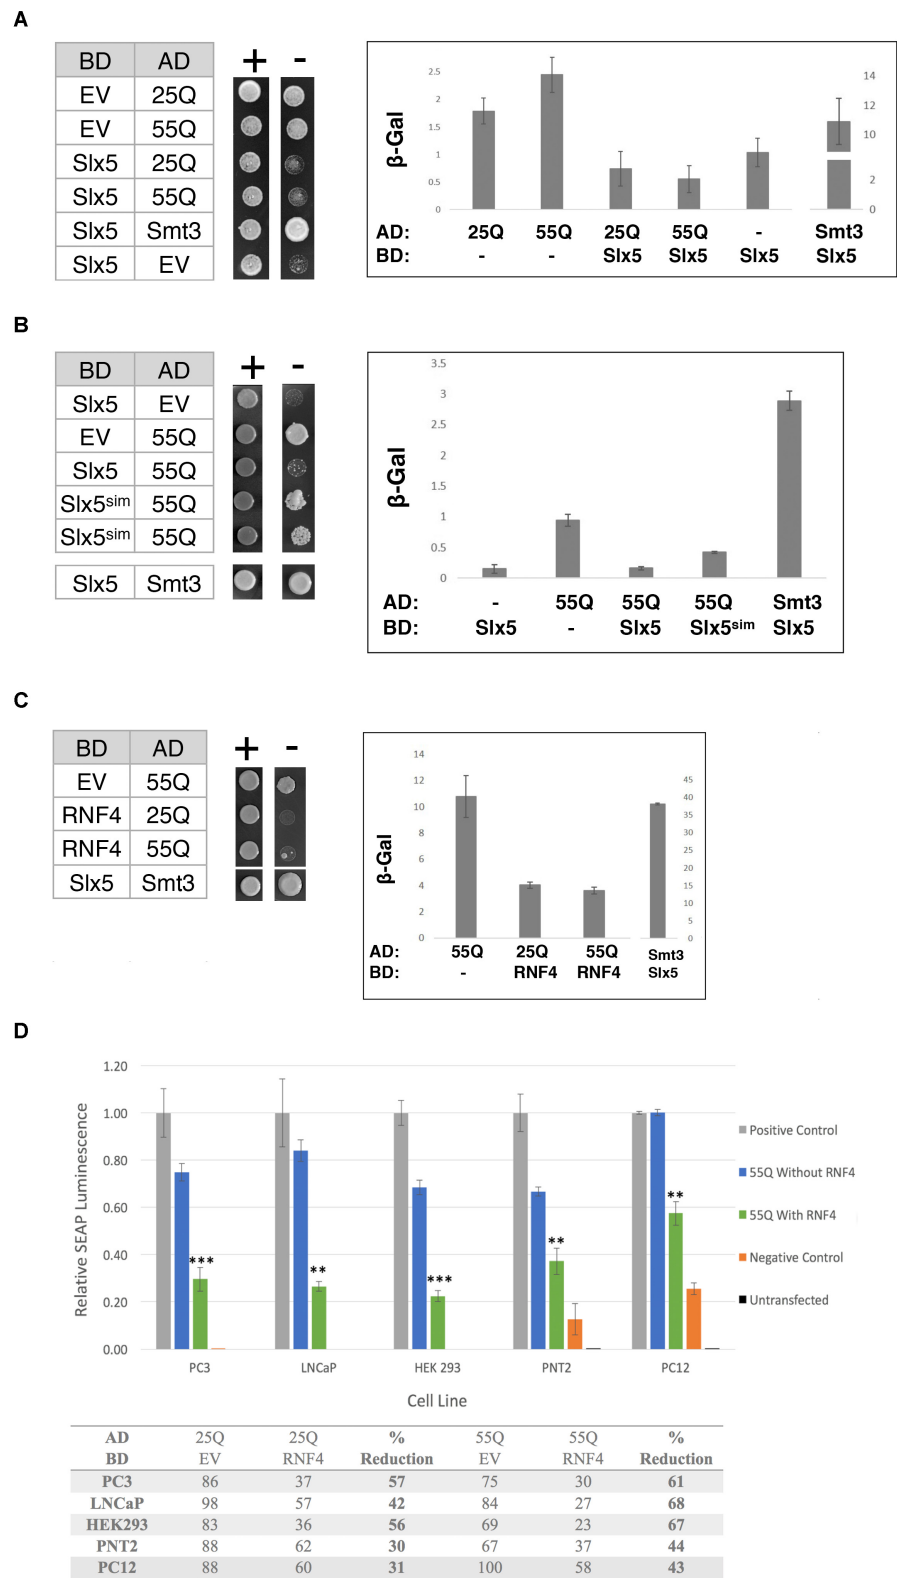 A
BD AD + -
EV 25Q
EV 55Q
Slx5 25Q
Slx5 55Q
Slx5 Smt3
Slx5 EV
β-Gal
2.5
2
1.5
1
0.5
0
14
12
10
2
0
AD: 25Q 55Q 25Q 55Q - Smt3
BD: - - Slx5 Slx5 Slx5 Slx5
B
BD AD + -
Slx5 EV
EV 55Q
Slx5 55Q
Slx5sim 55Q
Slx5sim 55Q
Slx5 Smt3
β-Gal
3.5
3
2.5
2
1.5
1
0.5
0
AD: - 55Q 55Q 55Q Smt3
BD: Slx5 - Slx5 Slx5sim Slx5
C
BD AD + -
EV 55Q
RNF4 25Q
RNF4 55Q
Slx5 Smt3
β-Gal
14
12
10
8
6
4
2
0
45
40
35
30
25
20
15
10
5
0
AD: 55Q 25Q 55Q Smt3
BD: - RNF4 RNF4 Slx5
D
Relative SEAP Luminescence
1.20
1.00
0.80
0.60
0.40
0.20
0.00
*** ** *** ** **
PC3 LNCaP HEK 293 PNT2 PC12
Cell Line
Positive Control
55Q Without RNF4
55Q With RNF4
Negative Control
Untransfected
AD 25Q 25Q % 55Q 55Q %
BD EV RNF4 Reduction EV RNF4 Reduction
PC3 86 37 57 75 30 61
LNCaP 98 57 42 84 27 68
HEK293 83 36 56 69 23 67
PNT2 88 62 30 67 37 44
PC12 88 60 31 100 58 43